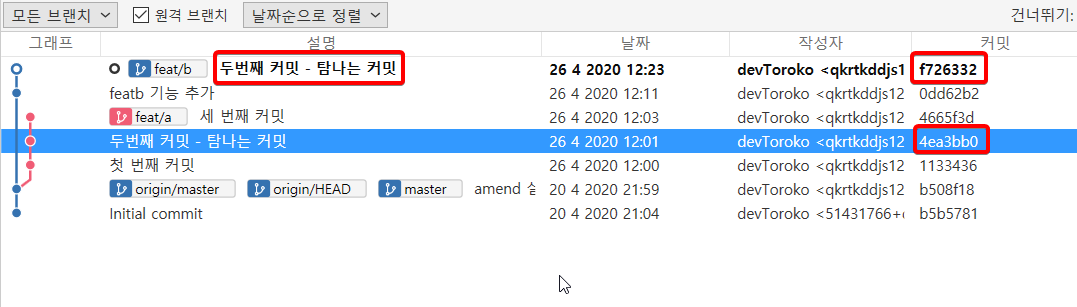 모든 브랜치 원격 브랜치 날짜순으로 정렬 건너뛰기:
그래프 설명 날짜 작성자 커밋
feat/b 두번째 커밋 - 탐나는 커밋 26 4 2020 12:23 devToroko <qkrtkddjs1 f726332
featb 기능 추가 26 4 2020 12:11 devToroko <qkrtkddjs12 0dd62b2
feat/a 세 번째 커밋 26 4 2020 12:03 devToroko <qkrtkddjs12 4665f3d
두번째 커밋 - 탐나는 커밋 26 4 2020 12:01 devToroko <qkrtkddjs12 4ea3bb0
첫 번째 커밋 26 4 2020 12:00 devToroko <qkrtkddjs12 1133436
origin/master origin/HEAD master amend 20 4 2020 21:59 devToroko <qkrtkddjs12 b508f18
Initial commit 20 4 2020 21:04 devToroko <51431766+ b5b5781